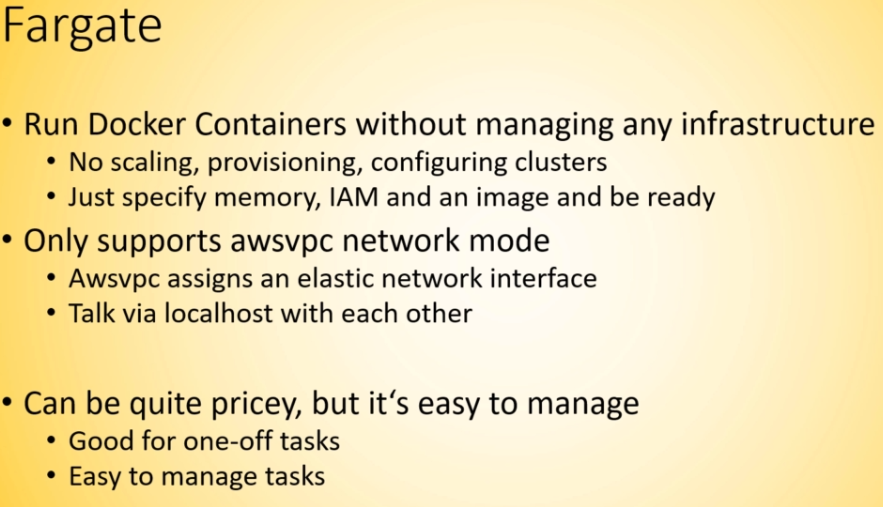 Fargate
• Run Docker Containers without managing any infrastructure
• No scaling, provisioning, configuring clusters
• Just specify memory, IAM and an image and be ready
• Only supports awsvpc network mode
• Awsvpc assigns an elastic network interface
• Talk via localhost with each other
• Can be quite pricey, but it‘s easy to manage
• Good for one-off tasks
• Easy to manage tasks